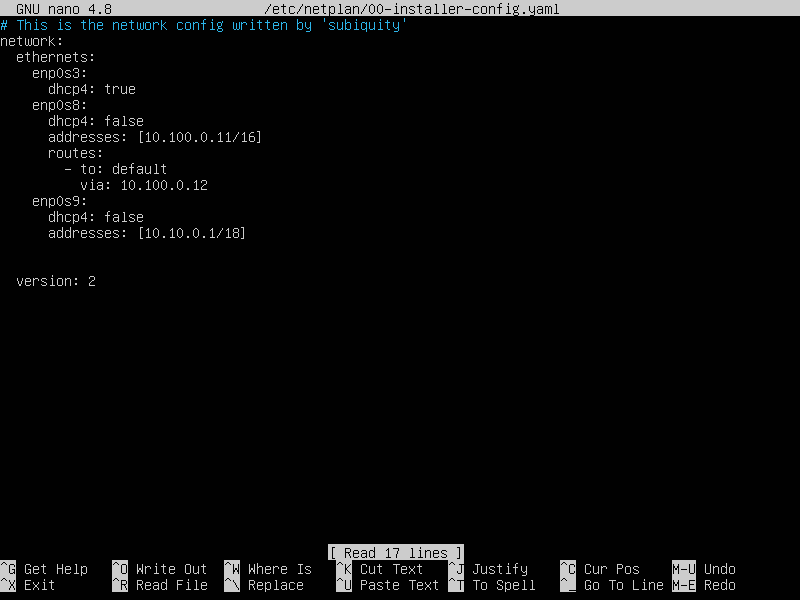 GNU nano 4.8 /etc/netplan/00-installer-config.yaml
# This is the network config written by 'subiquity'
network:
  ethernets:
    enp0s3:
      dhcp4: true
    enp0s8:
      dhcp4: false
      addresses: [10.100.0.11/16]
      routes:
        - to: default
          via: 10.100.0.12
    enp0s9:
      dhcp4: false
      addresses: [10.10.0.1/18]
  version: 2
[ Read 17 lines ]
^G Get Help ^O Write Out ^W Where Is ^K Cut Text ^J Justify ^C Cur Pos M-U Undo
^X Exit ^R Read File ^\ Replace ^U Paste Text ^T To Spell ^_ Go To Line M-E Redo